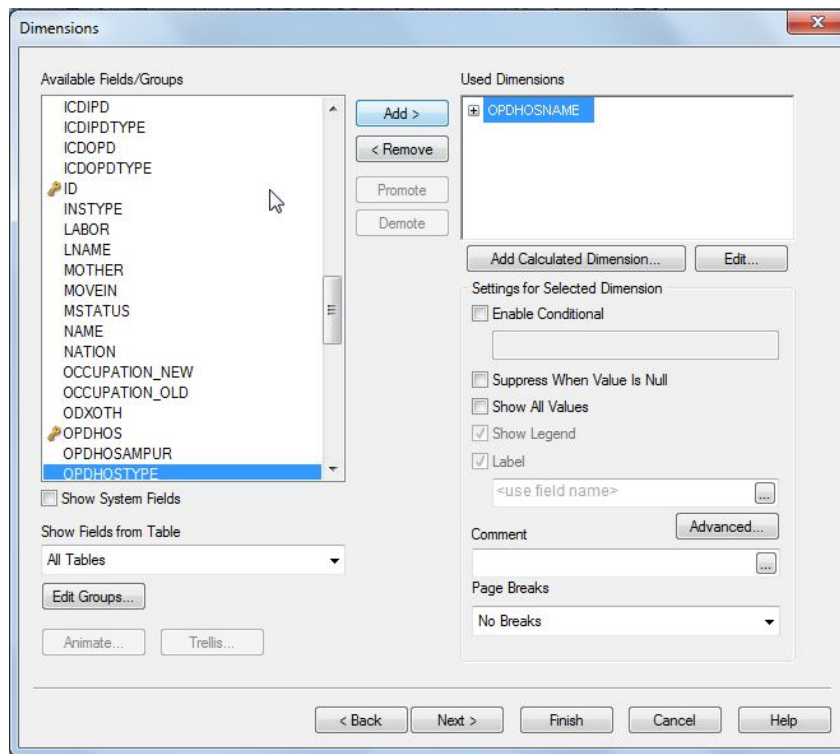 Dimensions
X
Available Fields/Groups
ICDIPD
ICDIPDTYPE
ICDOPD
ICDOPDTYPE
ID
INSTYPE
LABOR
LNAME
MOTHER
MOVEIN
MSTATUS
NAME
NATION
OCCUPATION_NEW
OCCUPATION_OLD
ODXOTH
OPDHOS
OPDHOSAMPUR
OPDHOSTYPE
Show System Fields
Show Fields from Table
All Tables
Edit Groups...
Animate... Trellis...
Add >
< Remove
Promote
Demote
Used Dimensions
OPDHOSNAME
Add Calculated Dimension... Edit...
Settings for Selected Dimension
Enable Conditional
Suppress When Value Is Null
Show All Values
Show Legend
Label
<use field name> ...
Advanced...
Comment
...
Page Breaks
No Breaks
< Back Next > Finish Cancel Help